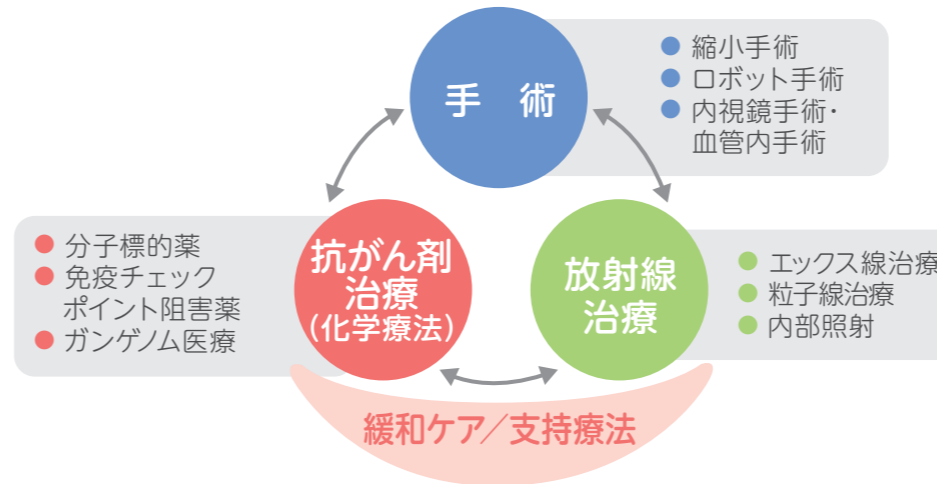 手　術
● 縮小手術
● ロボット手術
● 内視鏡手術・
血管内手術
● 分子標的薬
● 免疫チェック
ポイント阻害薬
● ガンゲノム医療
抗がん剤
治療
(化学療法)
放射線
治療
● エックス線治療
● 粒子線治療
● 内部照射
緩和ケア／支持療法